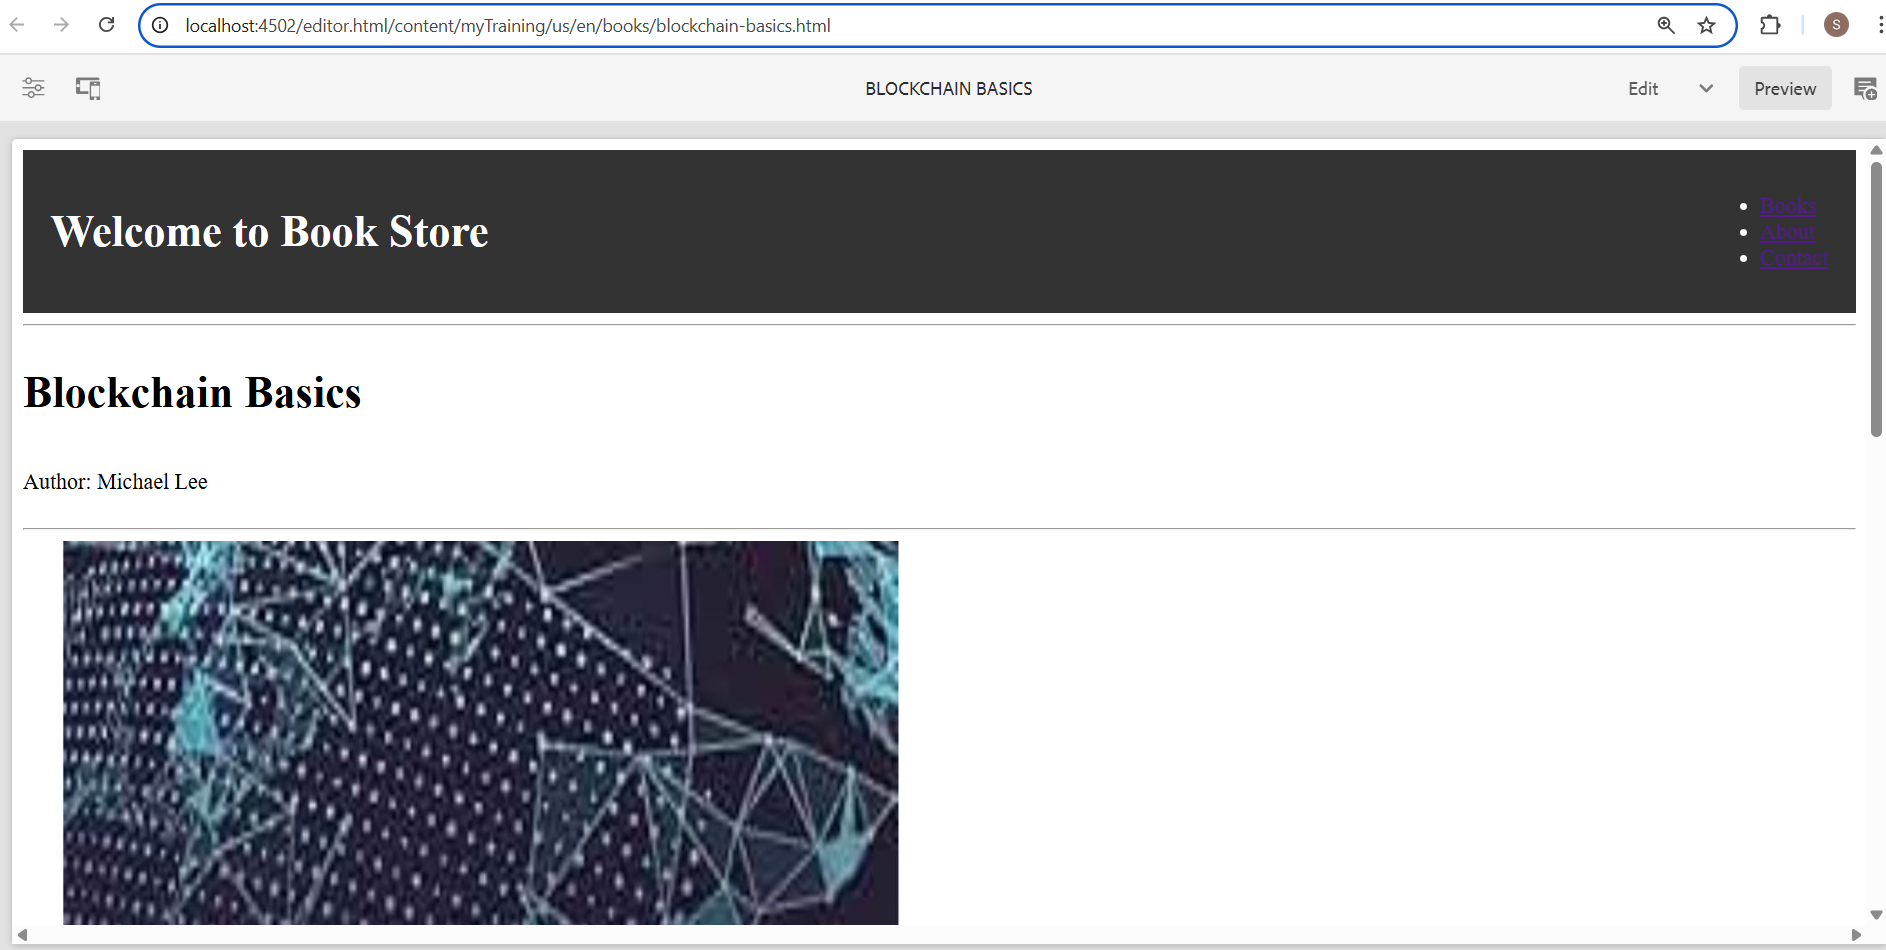 localhost:4502/editor.html/content/myTraining/us/en/books/blockchain-basics.html
S
BLOCKCHAIN BASICS
Edit
Preview
Welcome to Book Store
Books
About
Contact
Blockchain Basics
Author: Michael Lee